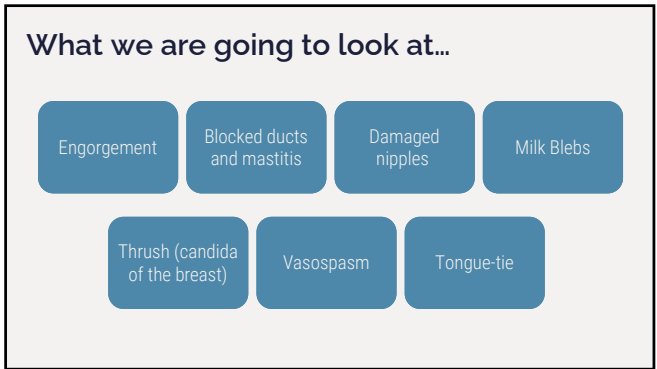 What we are going to look at…
Engorgement
Blocked ducts
and mastitis
Damaged
nipples
Milk Blebs
Thrush (candida
of the breast)
Vasospasm
Tongue-tie